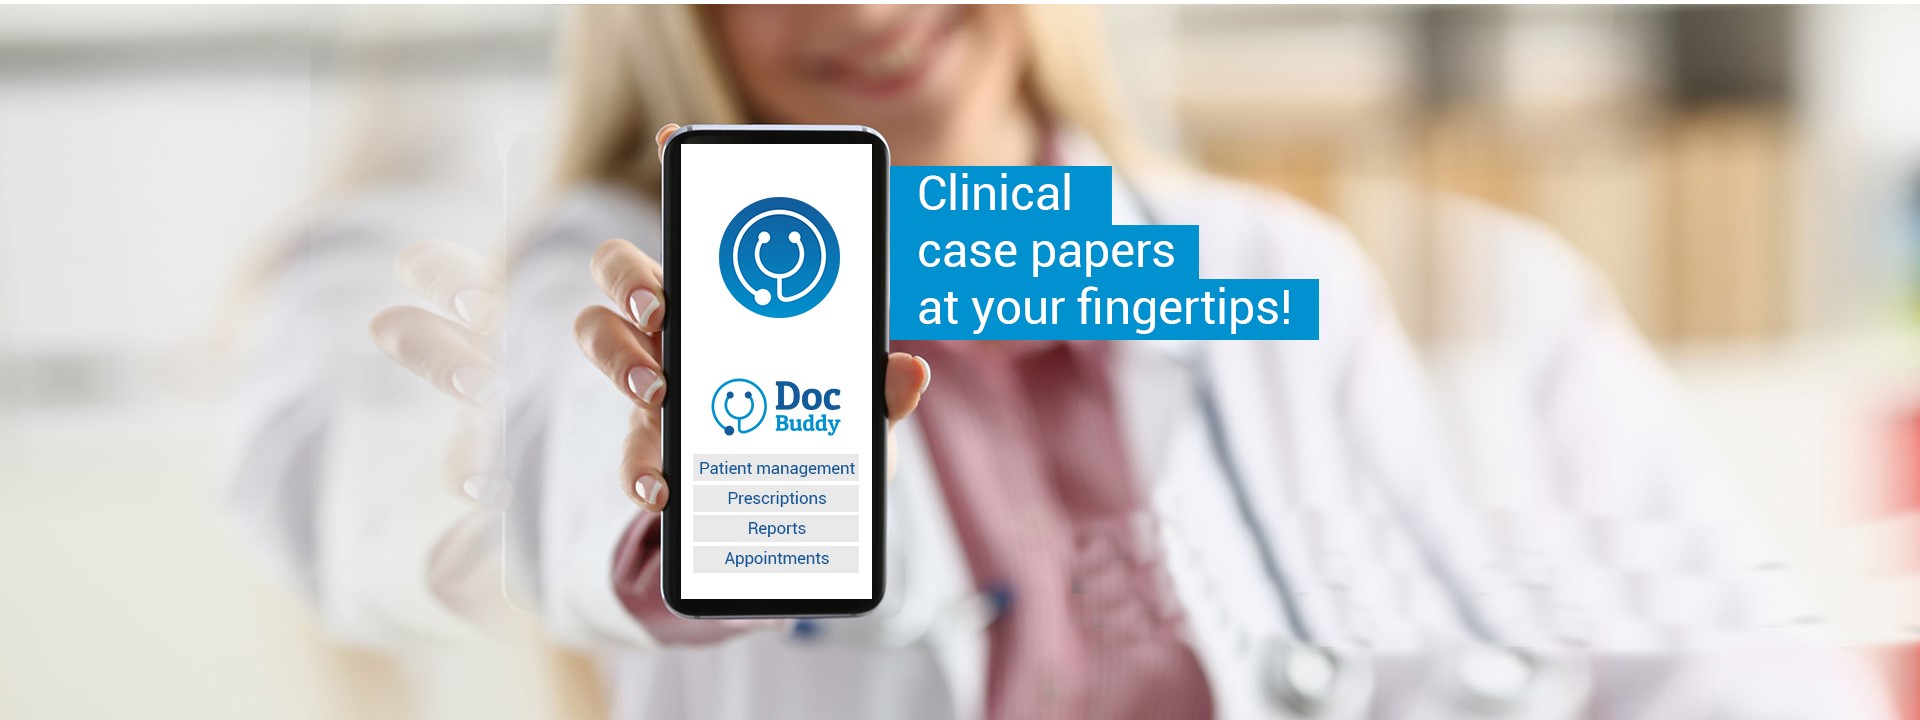 Clinical
case papers
at your fingertips!
Doc
Buddy
Patient management
Prescriptions
Reports
Appointments